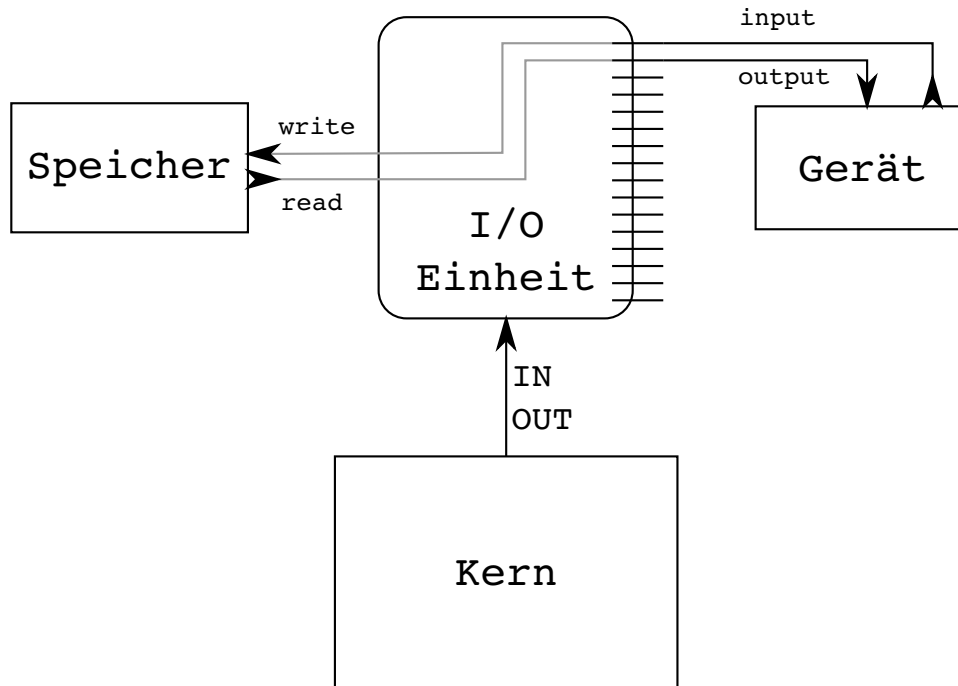 input
output
write
Speicher
Gerät
read
I/O
Einheit
IN
OUT
Kern